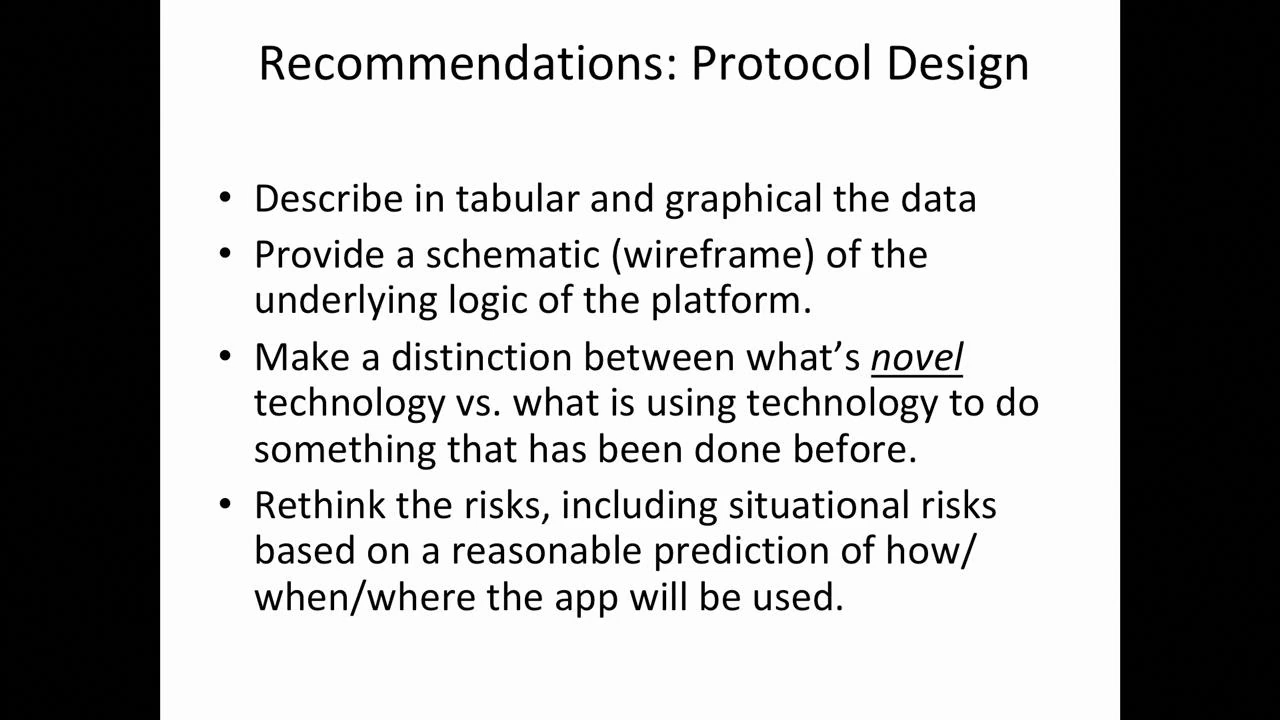 Recommendations: Protocol Design
• Describe in tabular and graphical the data
• Provide a schematic (wireframe) of the
underlying logic of the platform.
• Make a distinction between what’s novel
technology vs. what is using technology to do
something that has been done before.
• Rethink the risks, including situational risks
based on a reasonable prediction of how/
when/where the app will be used.